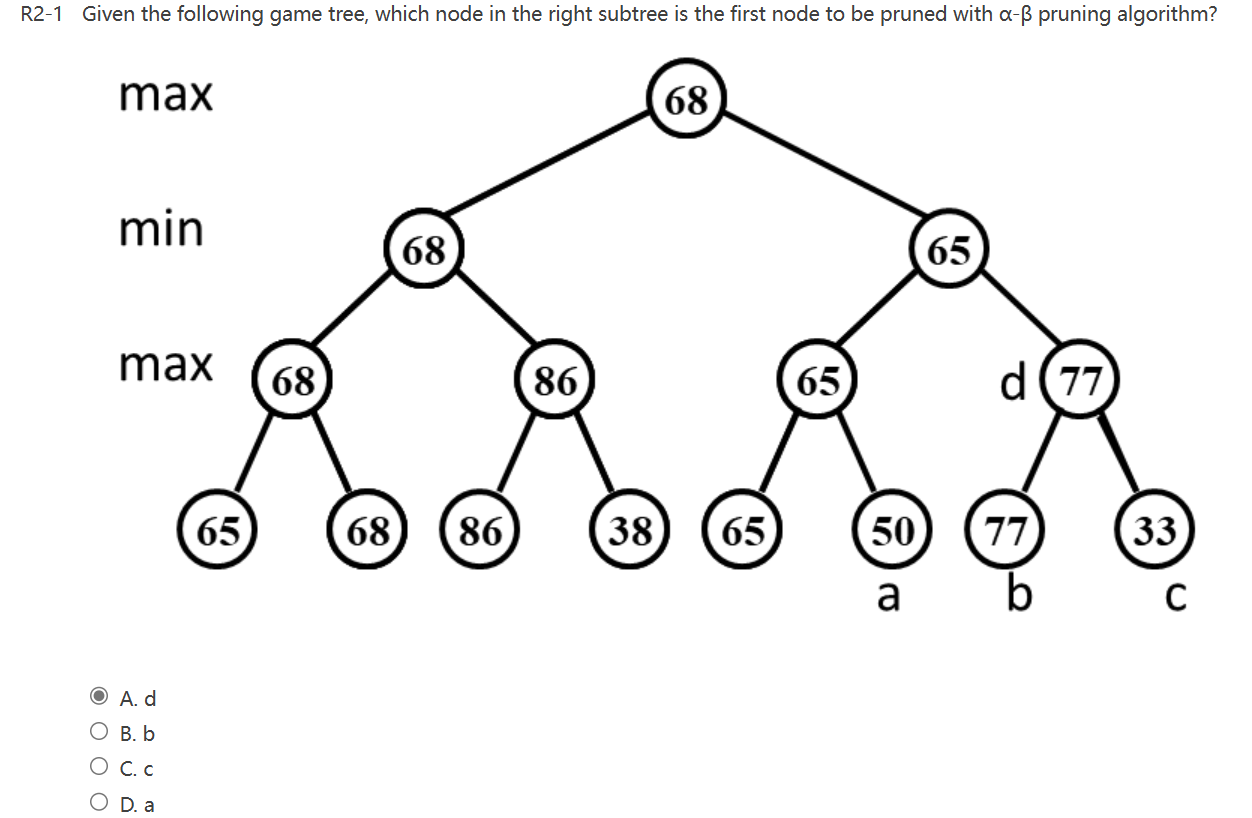 R2-1 Given the following game tree, which node in the right subtree is the first node to be pruned with α-β pruning algorithm?
max 68
min 68 65
max 68 86 65 d 77
65 68 86 38 65 50 77 33
a b c
A. d
B. b
C. c
D. a